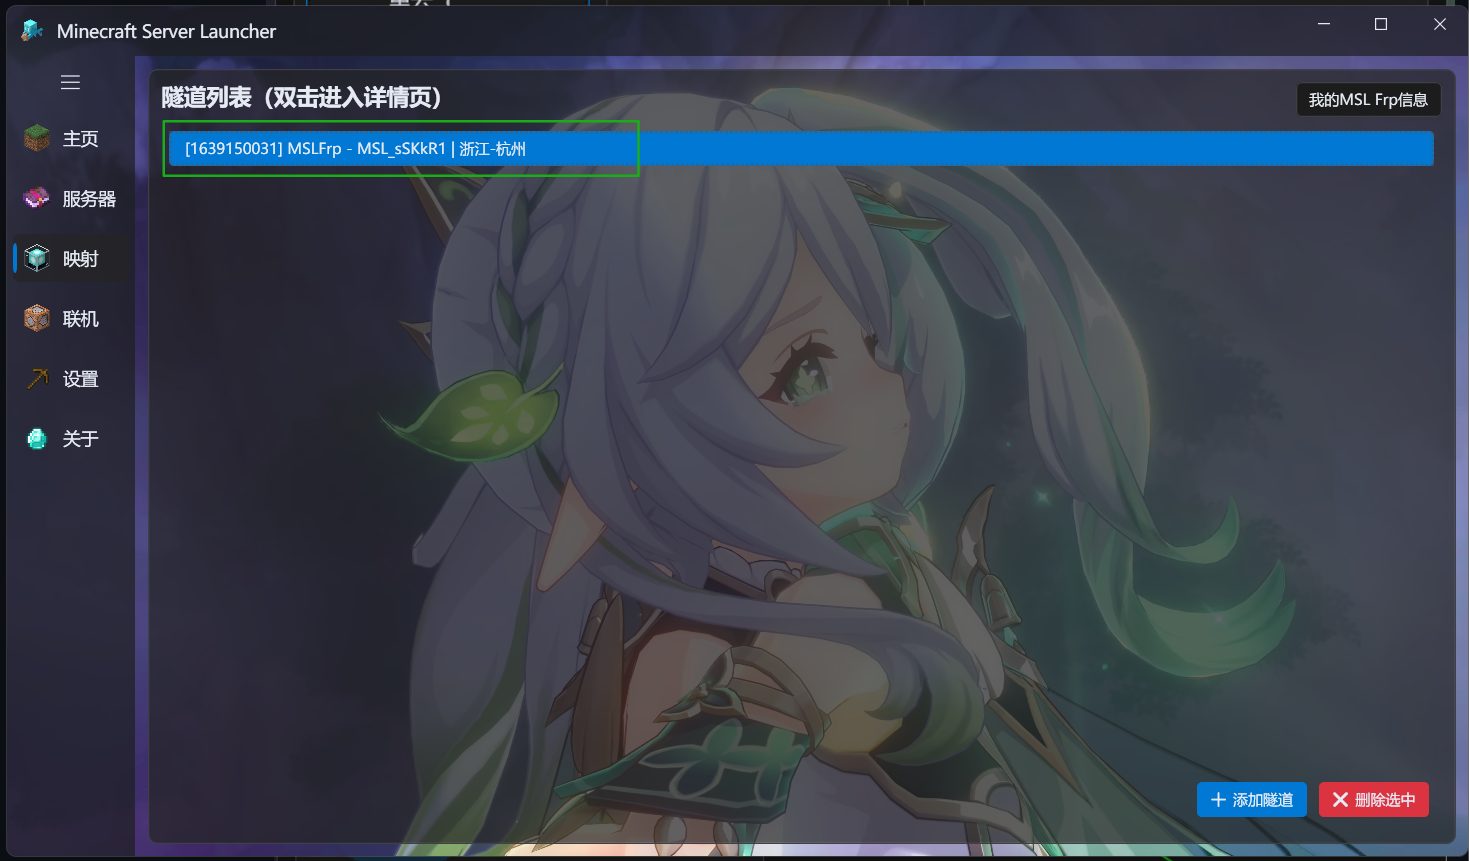 Minecraft Server Launcher
隧道列表（双击进入详情页）
我的MSL Frp信息
[1639150031] MSLFrp - MSL_sSKkR1 | 浙江-杭州
主页
服务器
映射
联机
设置
关于
添加隧道
删除选中